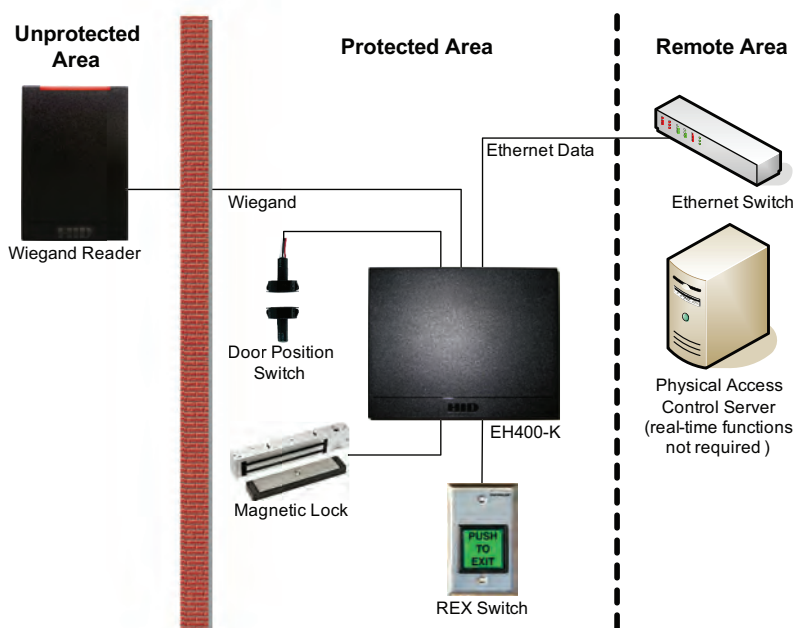 Unprotected
Area
Protected Area
Remote Area
Ethernet Data
Ethernet Switch
Wiegand
HID
Wiegand Reader
Door Position
Switch
HID
EH400-K
Physical Access
Control Server
(real-time functions
not required )
Magnetic Lock
PUSH
TO
EXIT
REX Switch